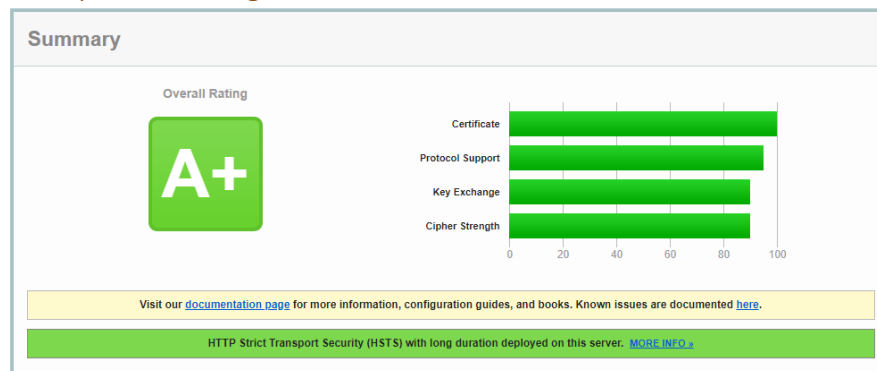 Summary
Overall Rating
A+
Certificate
Protocol Support
Key Exchange
Cipher Strength
0 20 40 60 80 100
Visit our documentation page for more information, configuration guides, and books. Known issues are documented here.
HTTP Strict Transport Security (HSTS) with long duration deployed on this server. MORE INFO »